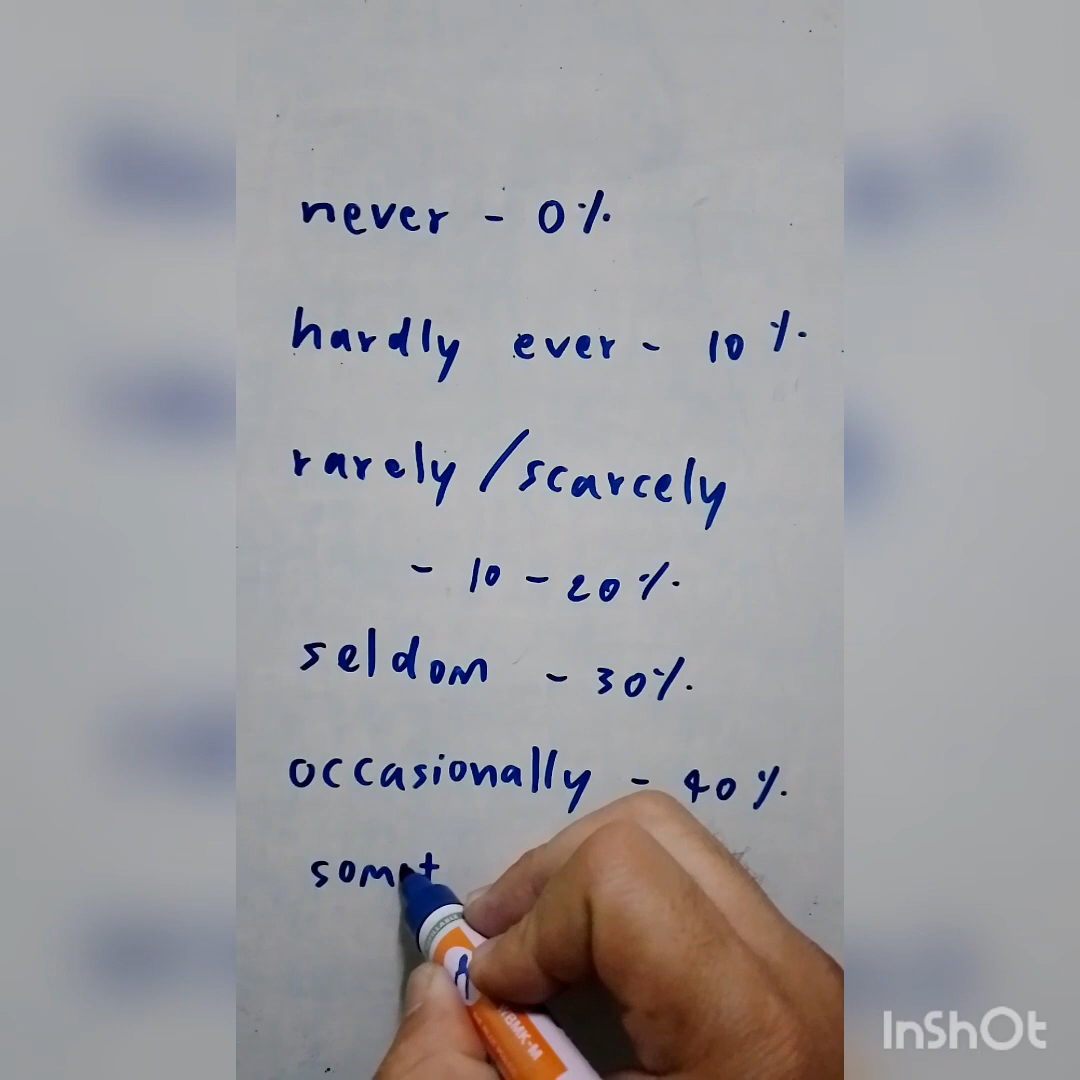 never - 0%
hardly ever - 10%
rarely/scarcely
- 10 - 20%
seldom - 30%
occasionally - 40%
InShOt